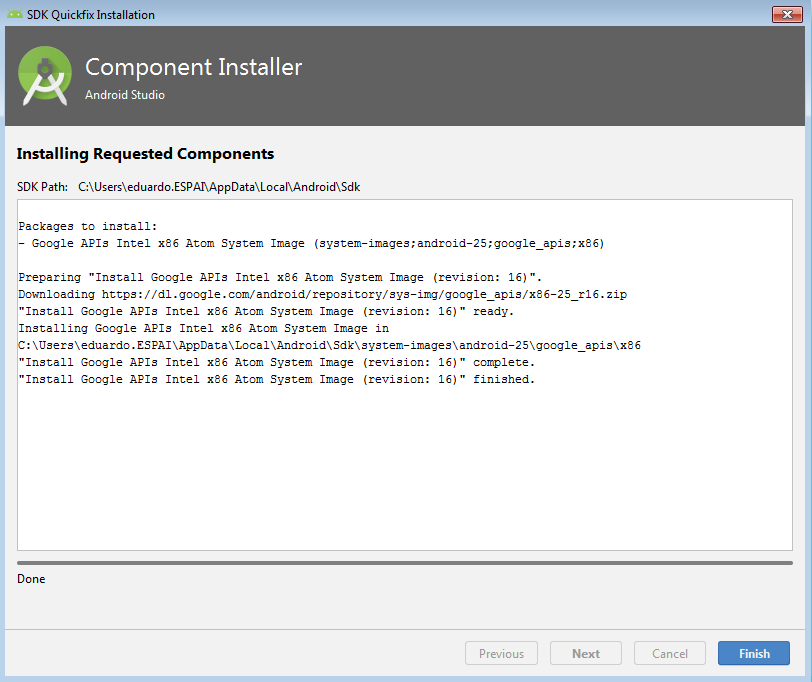 SDK Quickfix Installation
Component Installer
Android Studio
Installing Requested Components
SDK Path: C:\Users\eduardo.ESPAI\AppData\Local\Android\Sdk
Packages to install:
- Google APIs Intel x86 Atom System Image (system-images;android-25;google_apis;x86)
Preparing "Install Google APIs Intel x86 Atom System Image (revision: 16)".
Downloading https://dl.google.com/android/repository/sys-img/google_apis/x86-25_r16.zip
"Install Google APIs Intel x86 Atom System Image (revision: 16)" ready.
Installing Google APIs Intel x86 Atom System Image in
C:\Users\eduardo.ESPAI\AppData\Local\Android\Sdk\system-images\android-25\google_apis\x86
"Install Google APIs Intel x86 Atom System Image (revision: 16)" complete.
"Install Google APIs Intel x86 Atom System Image (revision: 16)" finished.
Done
Previous Next Cancel Finish